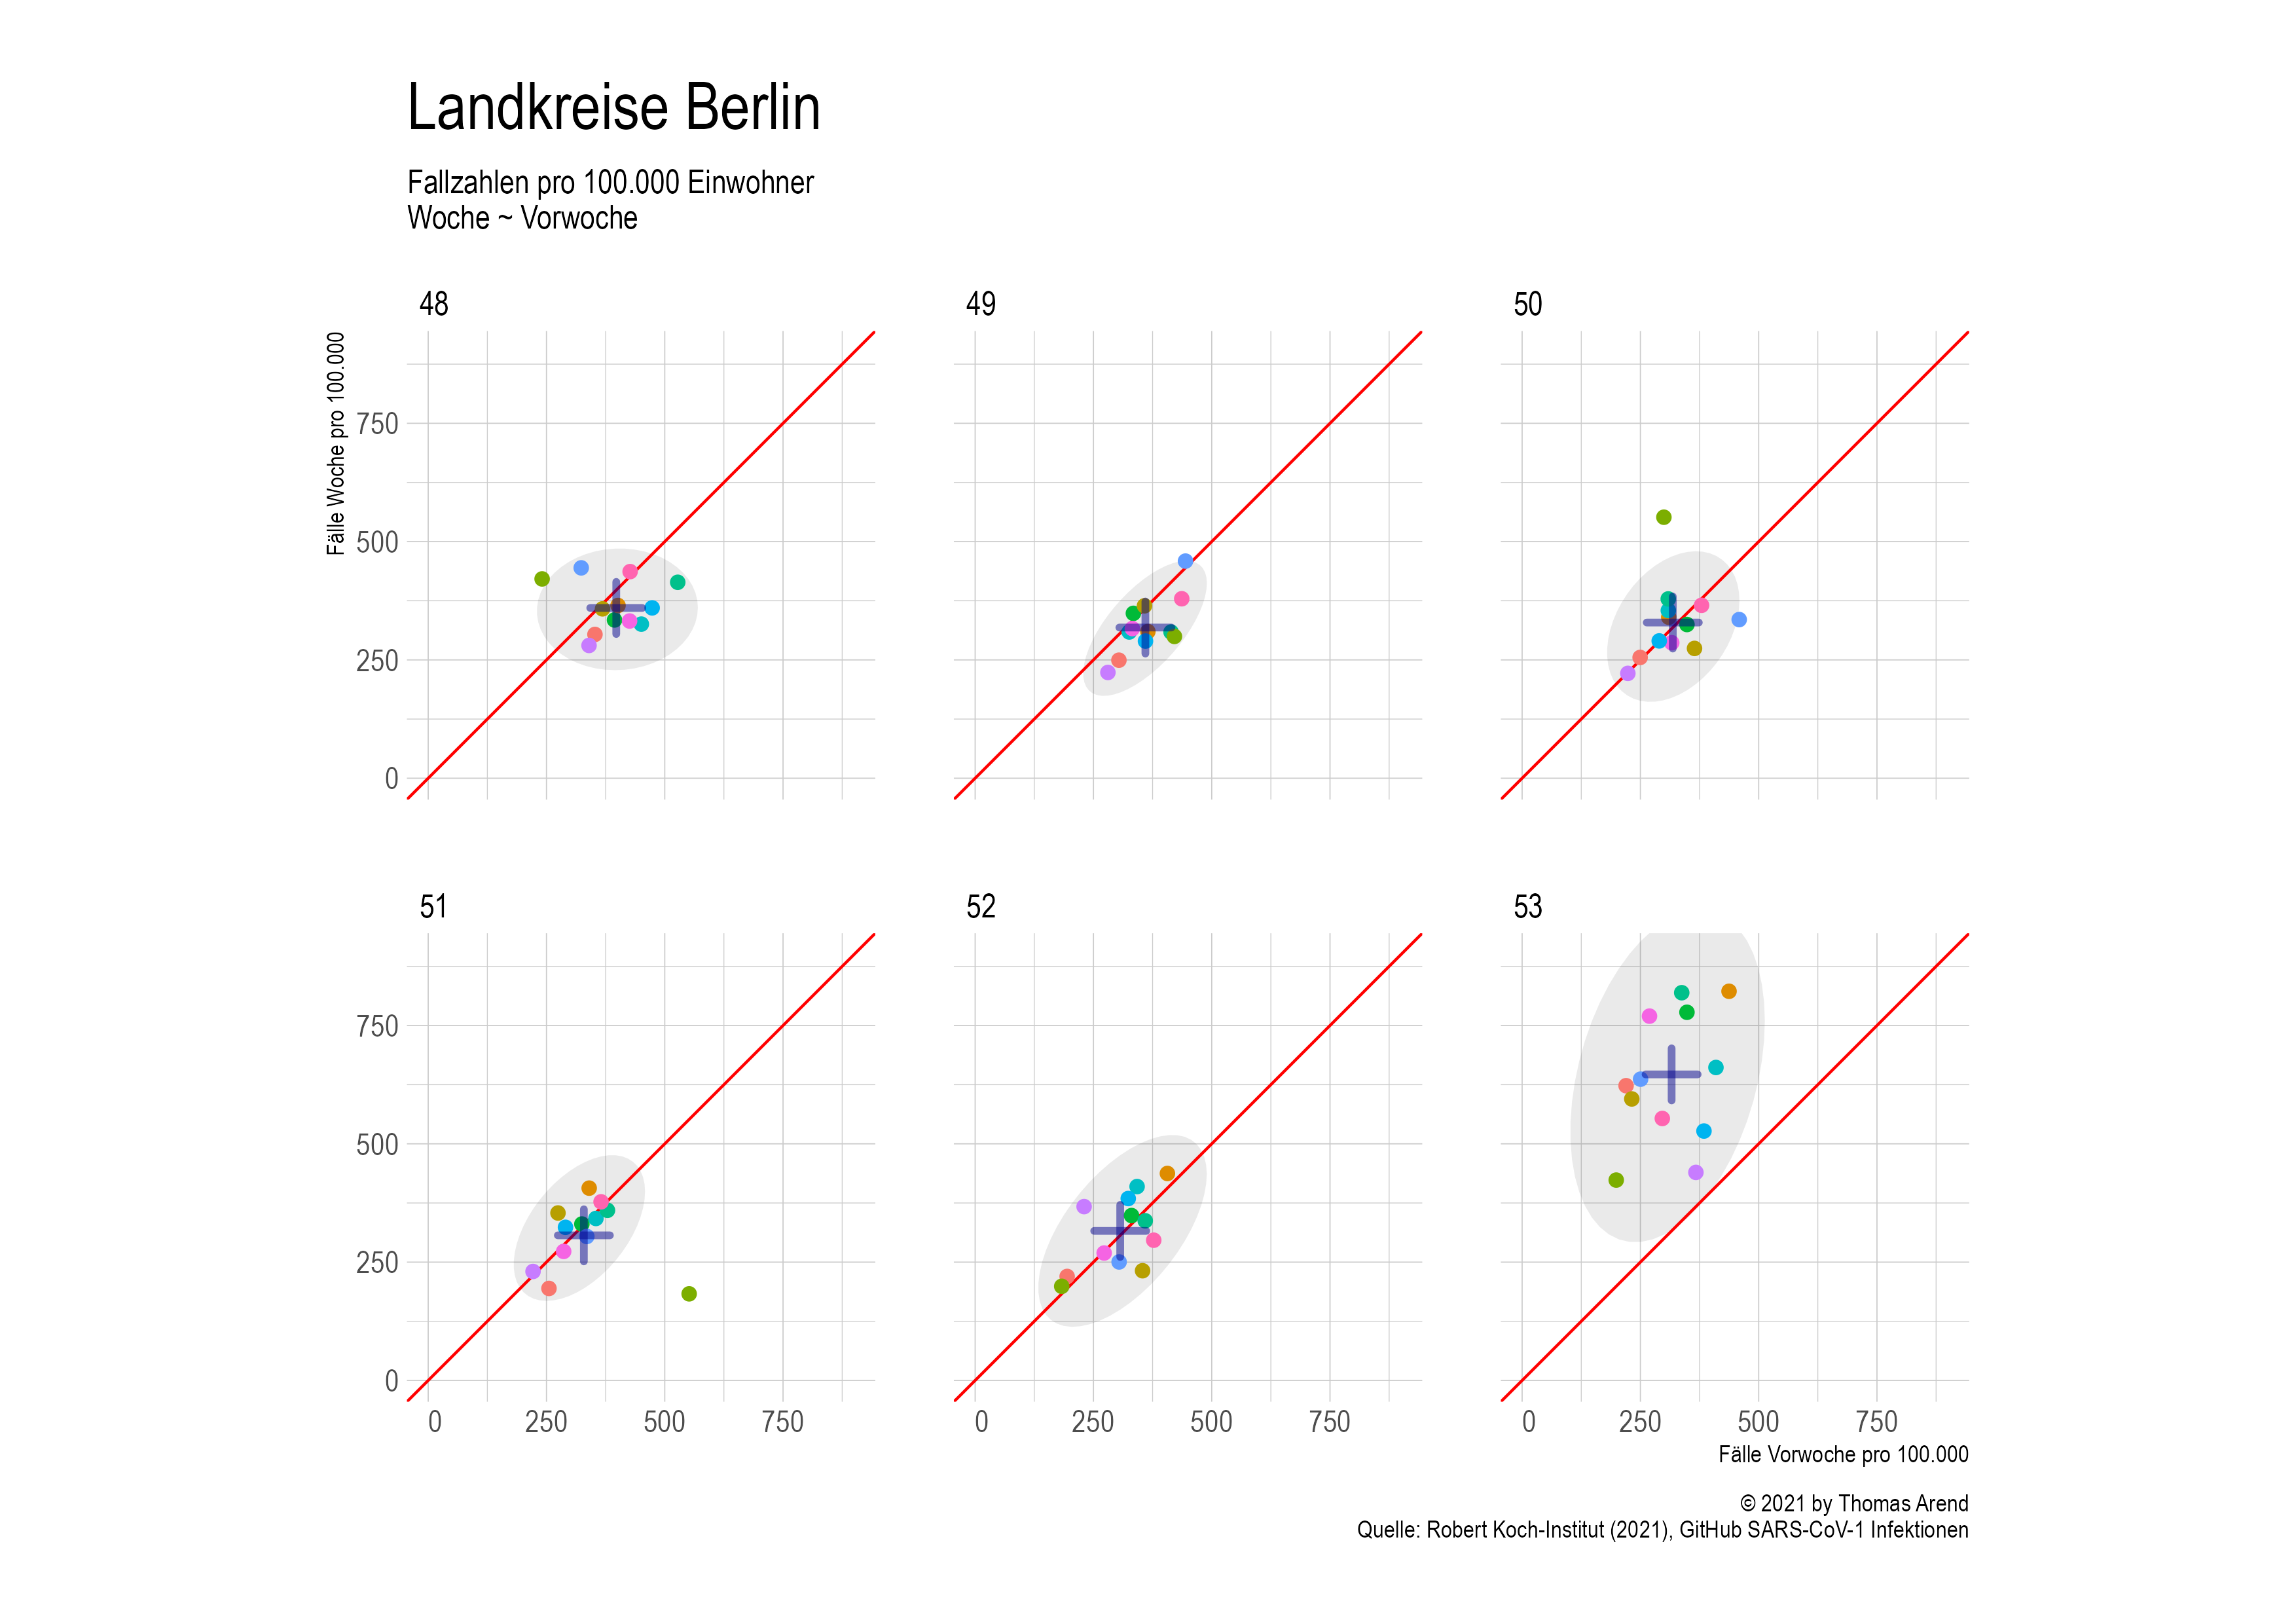 Landkreise Berlin
Fallzahlen pro 100.000 Einwohner
Woche ~ Vorwoche
48
49
50
Fälle Woche pro 100.000
750
500
250
0
51
52
53
750
500
250
0
0 250 500 750
0 250 500 750
0 250 500 750
Fälle Vorwoche pro 100.000
© 2021 by Thomas Arend
Quelle: Robert Koch-Institut (2021), GitHub SARS-CoV-1 Infektionen